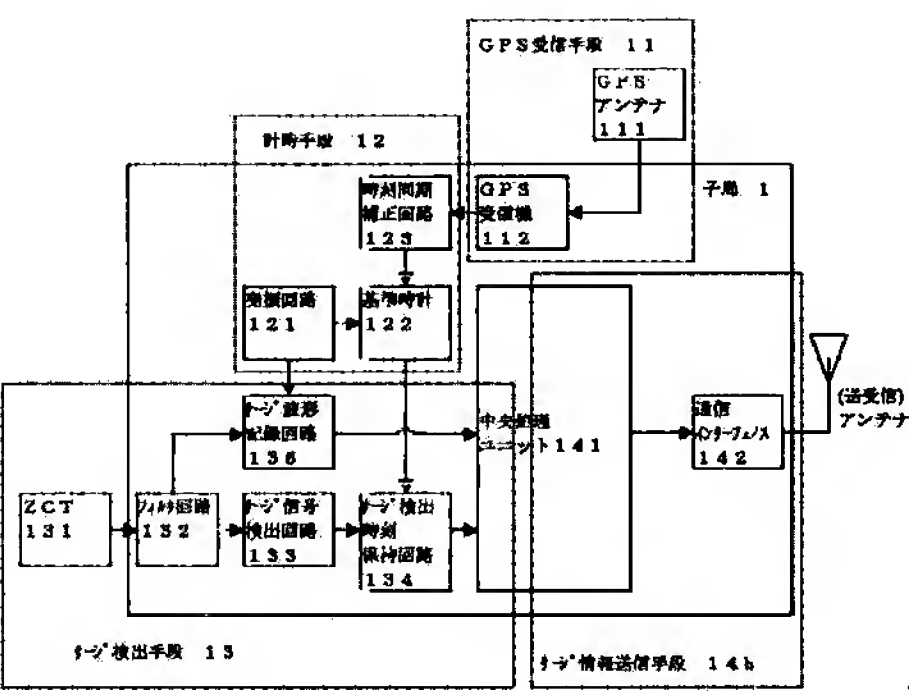 GPS受信手段 11
GPS
アンテナ
111
計時手段 12
子局 1
時刻同期
補正回路
123
GPS
受信機
112
発振回路
121
基準時計
122
(送受信)
アンテナ
サージ波形
記録回路
136
中央処理
ユニット141
通信
インターフェイス
142
ZCT
131
フィルタ回路
132
サージ信号
検出回路
133
サージ検出
時刻
保持回路
134
サージ検出手段 13
サージ情報送信手段 14b